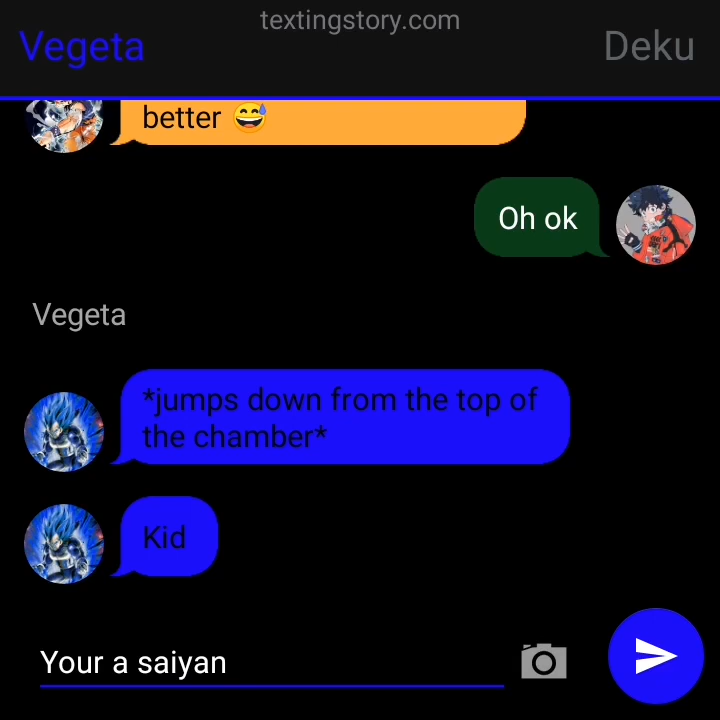 textingstory.com
Vegeta
Deku
better 😅
Oh ok
Vegeta
*jumps down from the top of
the chamber*
Kid
Your a saiyan